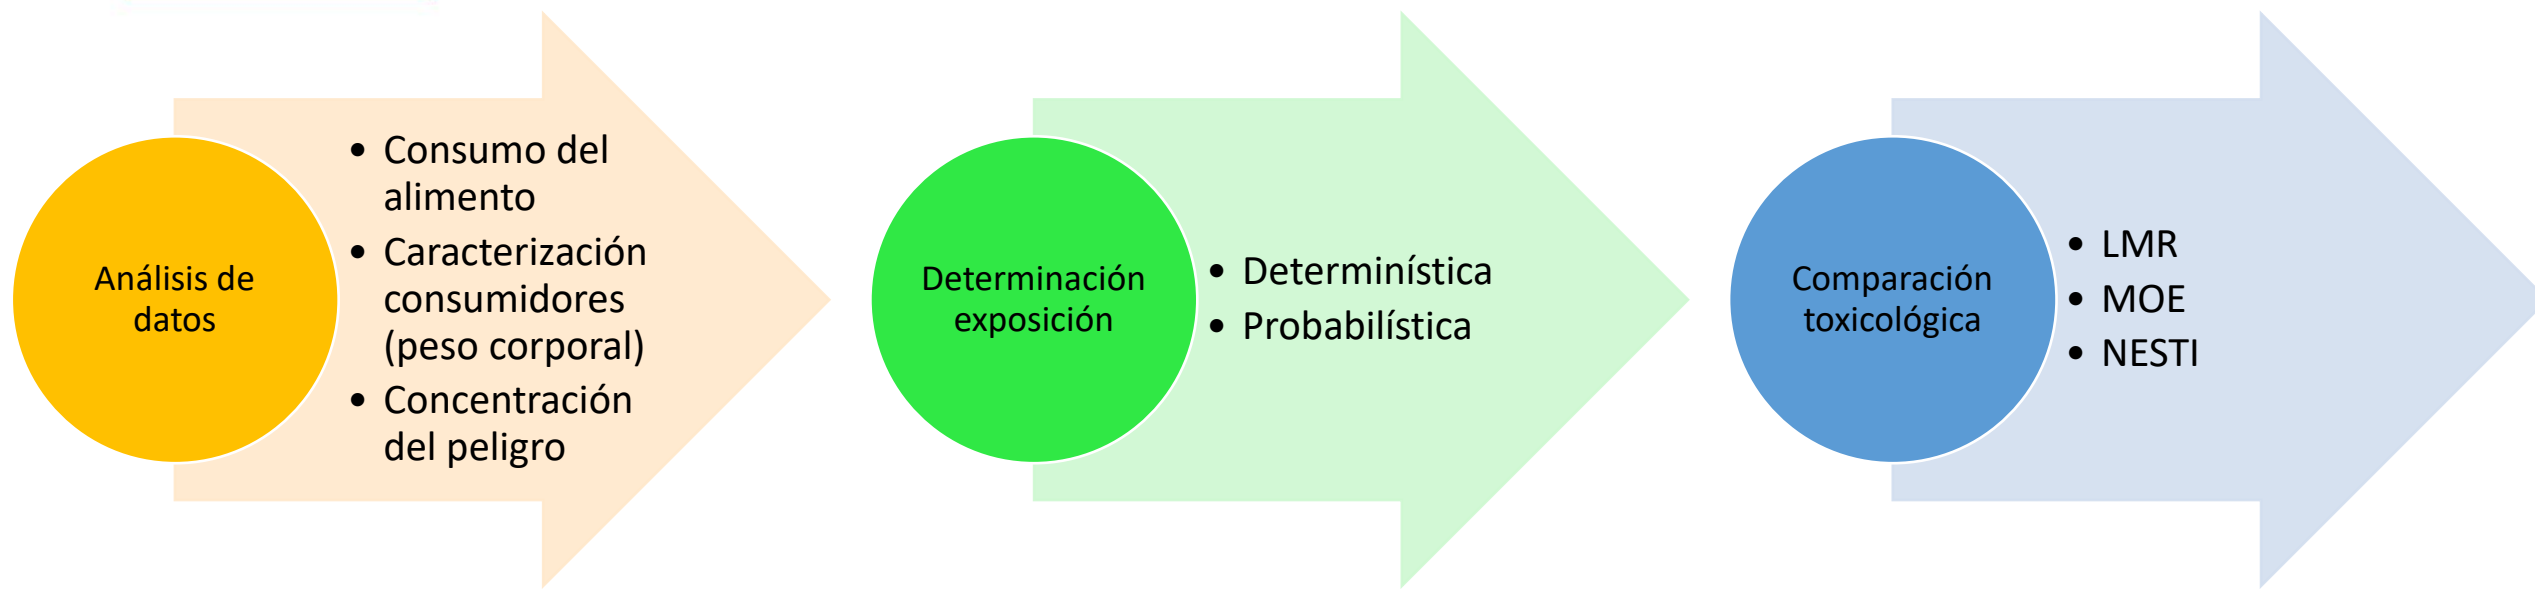 Análisis de
datos
• Consumo del
alimento
• Caracterización
consumidores
(peso corporal)
• Concentración
del peligro
Determinación
exposición
• Determinística
• Probabilística
Comparación
toxicológica
• LMR
• MOE
• NESTI